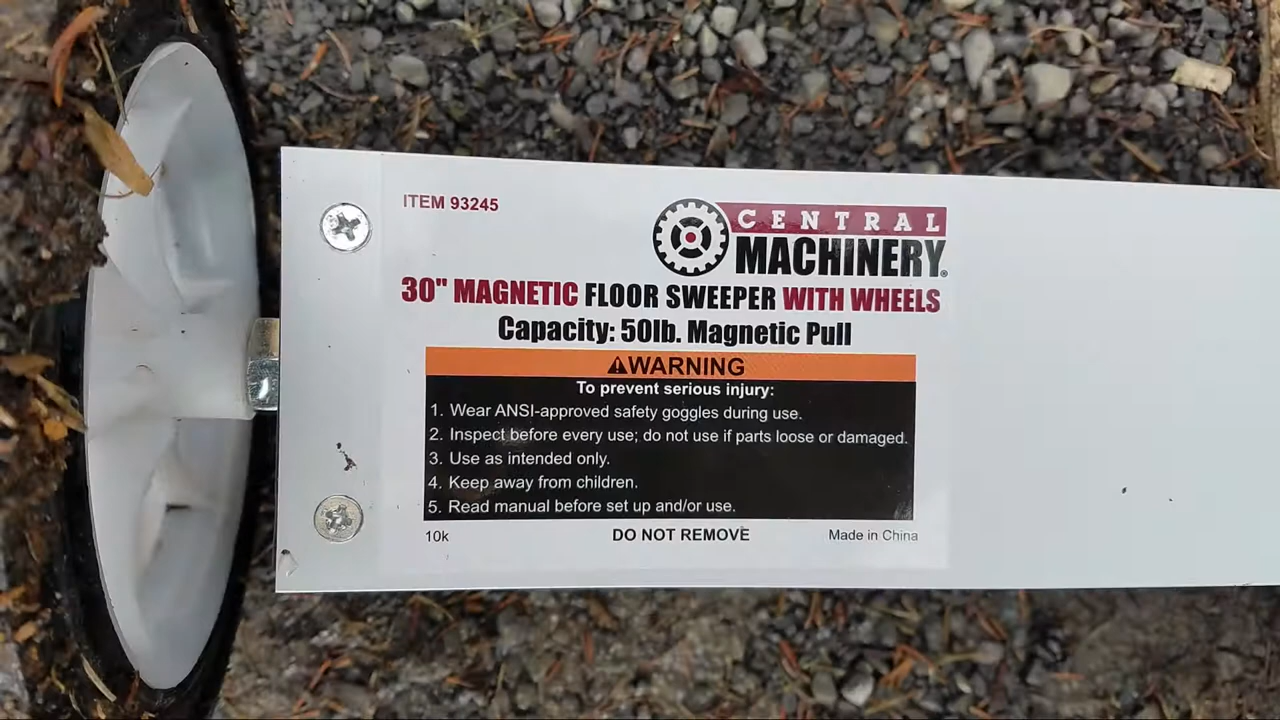 ITEM 93245
CENTRAL
MACHINERY®
30" MAGNETIC FLOOR SWEEPER WITH WHEELS
Capacity: 50lb. Magnetic Pull
⚠WARNING
To prevent serious injury:
1. Wear ANSI-approved safety goggles during use.
2. Inspect before every use; do not use if parts loose or damaged.
3. Use as intended only.
4. Keep away from children.
5. Read manual before set up and/or use.
10k DO NOT REMOVE Made in China